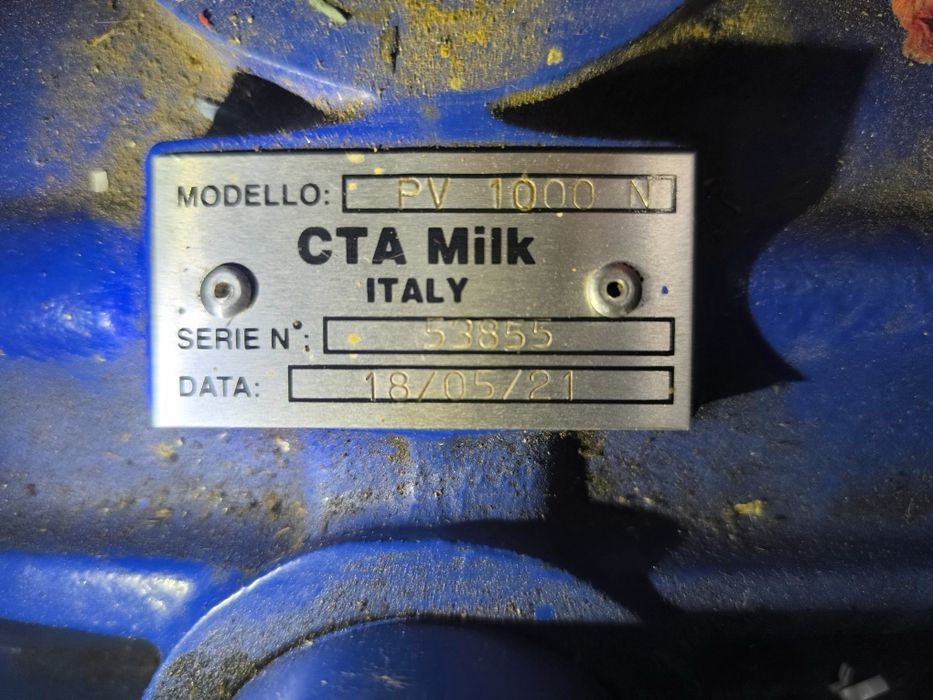 MODELLO: PV 1000 N
CTA Milk
ITALY
SERIE N°: 53855
DATA: 18/05/21